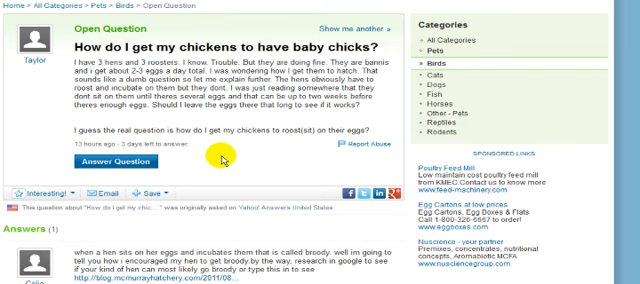 Home > All Categories > Pets > Birds > Open Question
Open Question
Show me another »
Taylor
How do I get my chickens to have baby chicks?
I have 3 hens and 3 roosters. I know. Trouble. But they are doing fine. They are bannis
and i get about 2-3 eggs a day total. I was wondering how I get them to hatch. That
sounds like a dumb question so let me explain further. The hens obviously have to
roost and incubate on them but they dont. I was just reading somewhere that they
dont sit on them until theres several eggs and that can be up to two weeks before
theres enough eggs. Should I leave the eggs there that long to see if it works?
I guess the real question is how do I get my chickens to roost(sit) on their eggs?
13 hours ago - 3 days left to answer.
Report Abuse
Answer Question
Interesting!
Email
Save
This question about "How do I get my chic... " was originally asked on Yahoo! Answers United States
Answers (1)
Celia
when a hen sits on her eggs and incubates them that is called broody. well im going to
tell you how i encouraged my hen to get broody.by the way, research in google to see
if your kind of hen can most likely go broody or type this in to see
http://blog.mcmurrayhatchery.com/2011/08...
Categories
All Categories
Pets
Birds
Cats
Dogs
Fish
Horses
Other - Pets
Reptiles
Rodents
SPONSORED LINKS
Poultry Feed Mill
Low maintain cost poultry feed mill
from KMEC.Contact us to know more
www.feed-machinery.com
Egg Cartons at low prices
Egg Cartons, Egg Boxes & Flats
Call 1-800-326-6667 to order!
www.eggboxes.com
Nuscience - your partner
Premixes, concentrates, nutritional
concepts, Aromabiotic MCFA
www.nusciencegroup.com